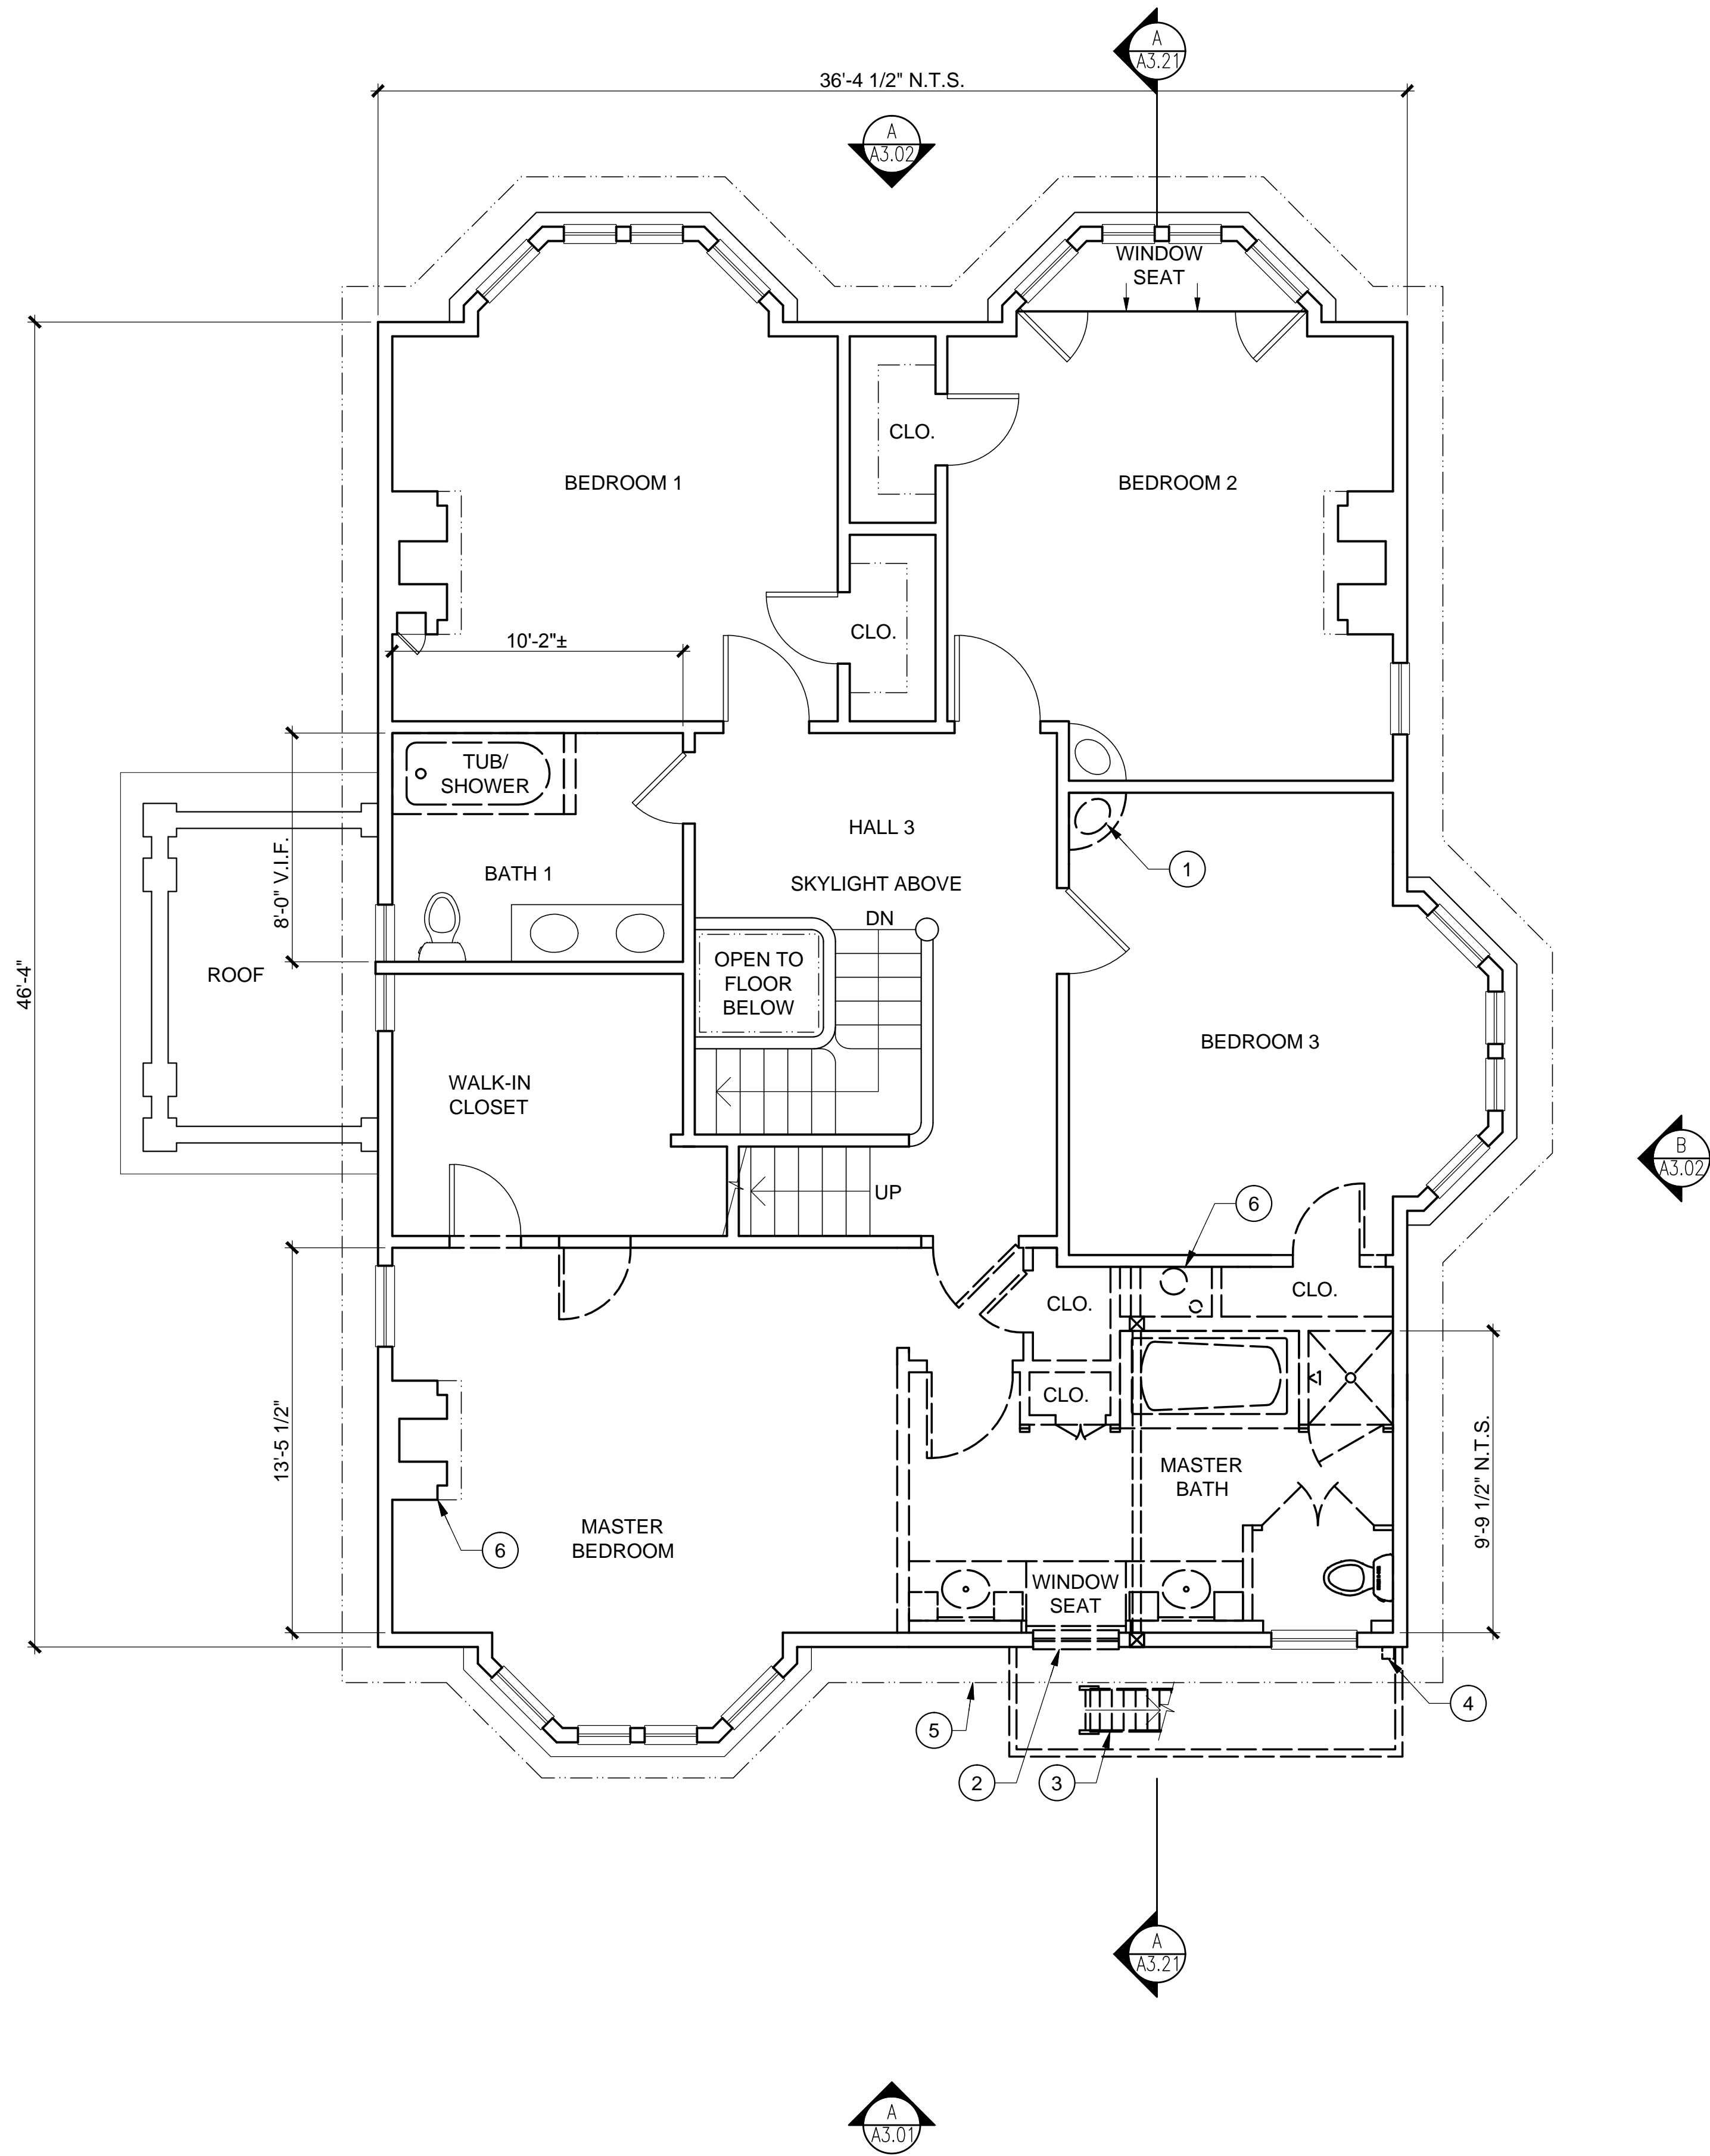 A
A3.21
36'-4 1/2" N.T.S.
A
A3.02
WINDOW
SEAT
CLO.
BEDROOM 1
BEDROOM 2
CLO.
10'-2"±
TUB/
SHOWER
HALL 3
1
8'-0" V.I.F.
BATH 1
SKYLIGHT ABOVE
DN
OPEN TO
FLOOR
BELOW
ROOF
46'-4"
BEDROOM 3
WALK-IN
CLOSET
B
A3.02
UP
6
CLO.
CLO.
CLO.
13'-5 1/2"
9'-9 1/2" N.T.S.
MASTER
BATH
MASTER
BEDROOM
6
WINDOW
SEAT
4
5
2
3
A
A3.21
A
A3.01